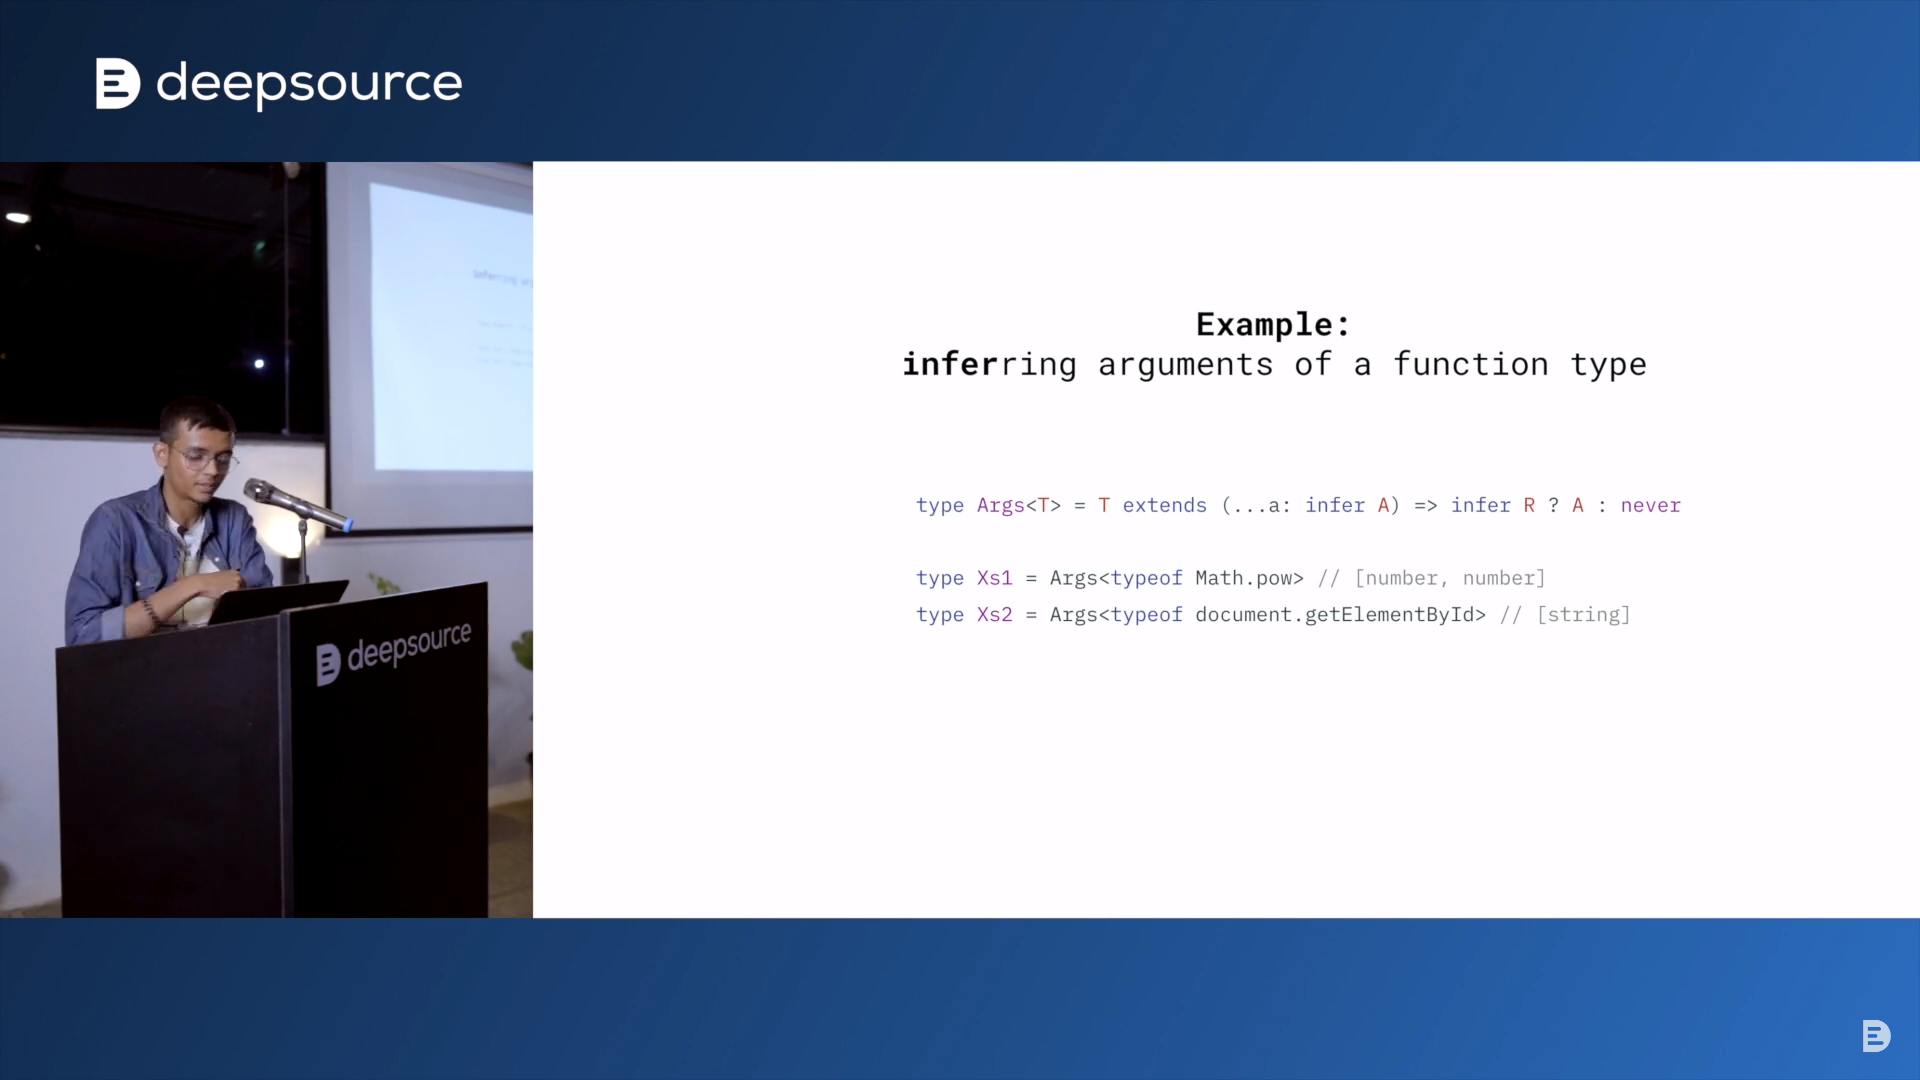 deepsource
Example:
inferring arguments of a function type
type Args<T> = T extends (...a: infer A) => infer R ? A : never
type Xs1 = Args<typeof Math.pow> // [number, number]
type Xs2 = Args<typeof document.getElementById> // [string]
deepsource